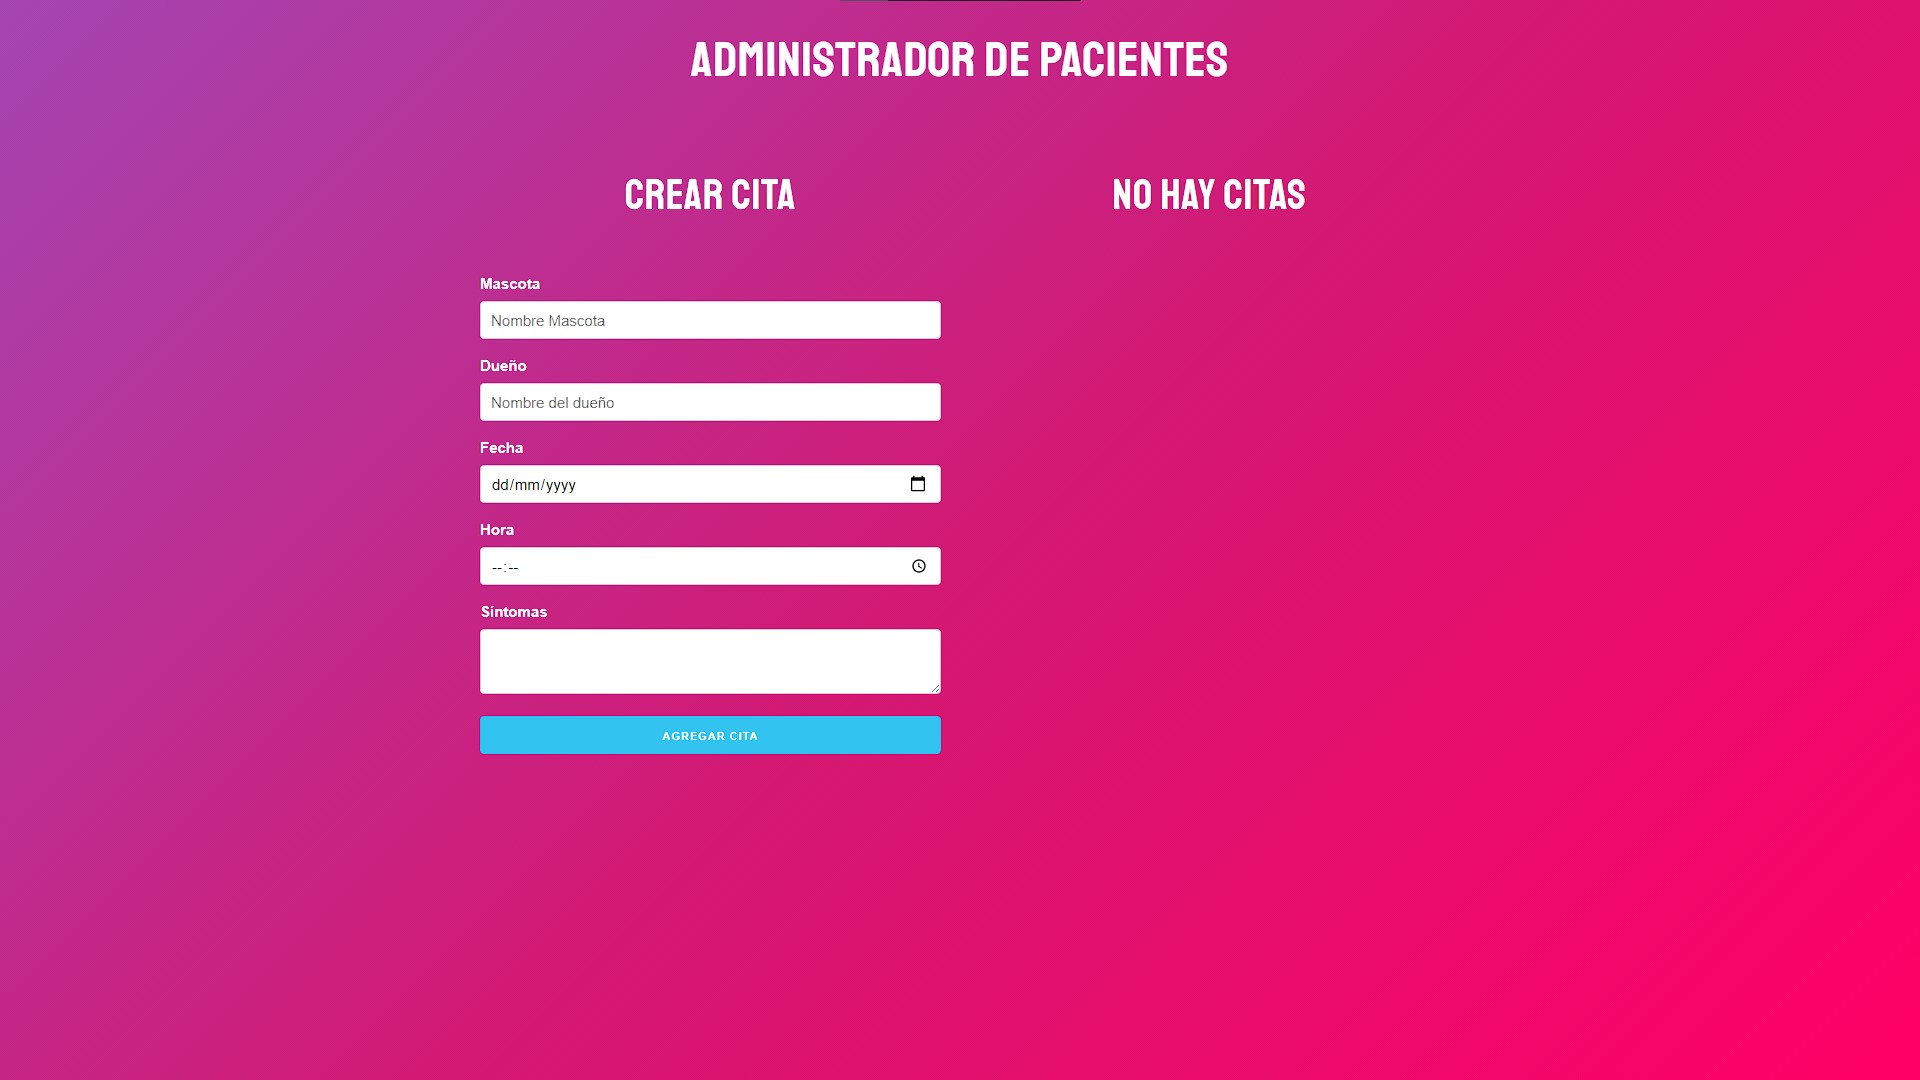 ADMINISTRADOR DE PACIENTES
CREAR CITA
NO HAY CITAS
Mascota
Nombre Mascota
Dueño
Nombre del dueño
Fecha
dd/mm/yyyy
Hora
--:--
Síntomas
AGREGAR CITA